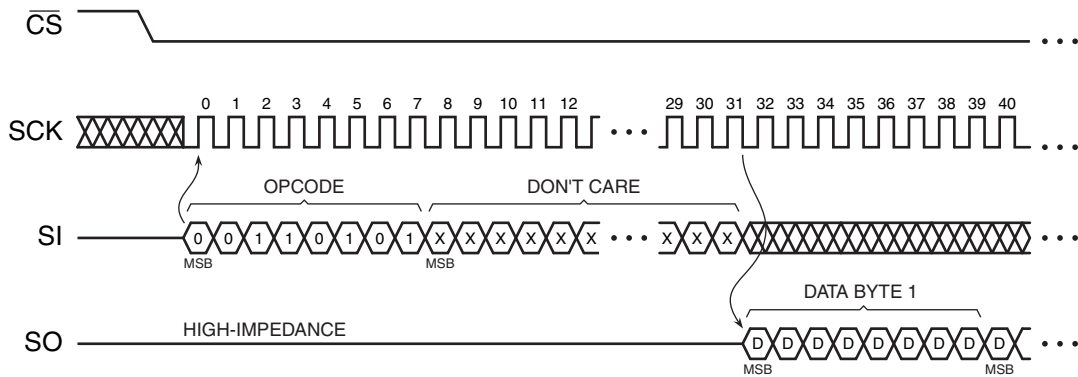 CS
0 1 2 3 4 5 6 7 8 9 10 11 12 29 30 31 32 33 34 35 36 37 38 39 40
SCK
OPCODE DON'T CARE
SI 0 0 1 1 0 1 0 1 X X X X X X X X X
MSB MSB
DATA BYTE 1
HIGH-IMPEDANCE
SO D D D D D D D D D
MSB MSB